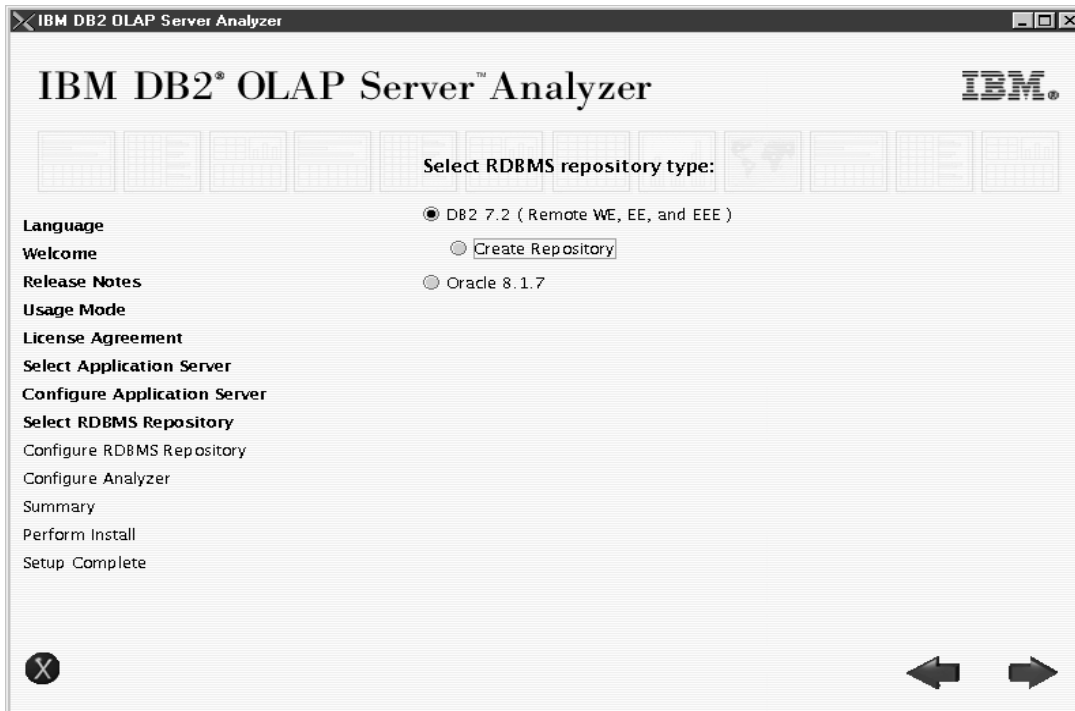 IBM DB2 OLAP Server Analyzer
IBM DB2® OLAP Server™ Analyzer
IBM®
Select RDBMS repository type:
DB2 7.2 ( Remote WE, EE, and EEE )
Create Repository
Oracle 8.1.7
Language
Welcome
Release Notes
Usage Mode
License Agreement
Select Application Server
Configure Application Server
Select RDBMS Repository
Configure RDBMS Repository
Configure Analyzer
Summary
Perform Install
Setup Complete
X